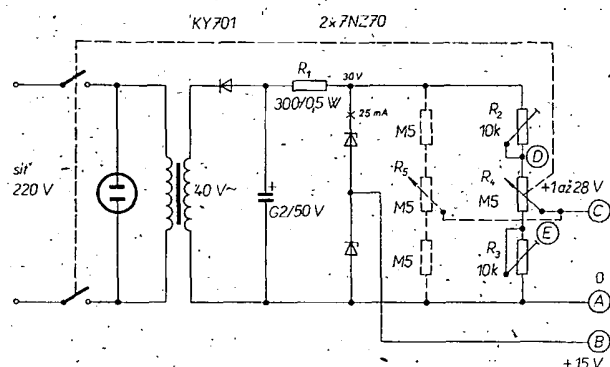 KY701
2x7NZ70
síť
220 V
40 V~
G2/50 V
R1
300/0,5 W
30 V
25 mA
M5
R5
M5
M5
R2
10k
D
R4
M5
+1 až 28 V
C
E
R3
10k
0
A
B
+15 V